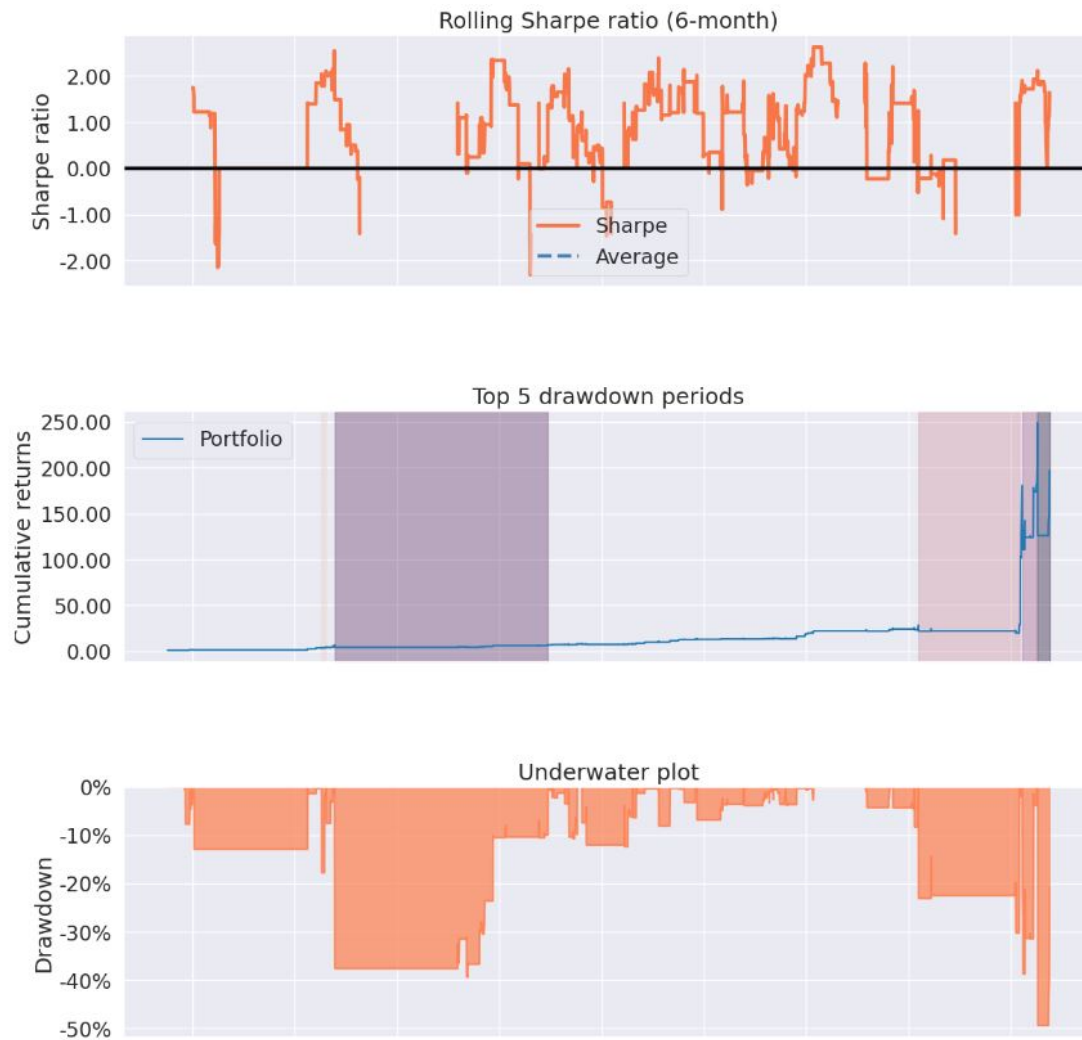 Rolling Sharpe ratio (6-month)
Sharpe ratio
2.00
1.00
0.00
-1.00
-2.00
Sharpe
Average
Top 5 drawdown periods
Cumulative returns
250.00
200.00
150.00
100.00
50.00
0.00
Portfolio
Underwater plot
Drawdown
0%
-10%
-20%
-30%
-40%
-50%